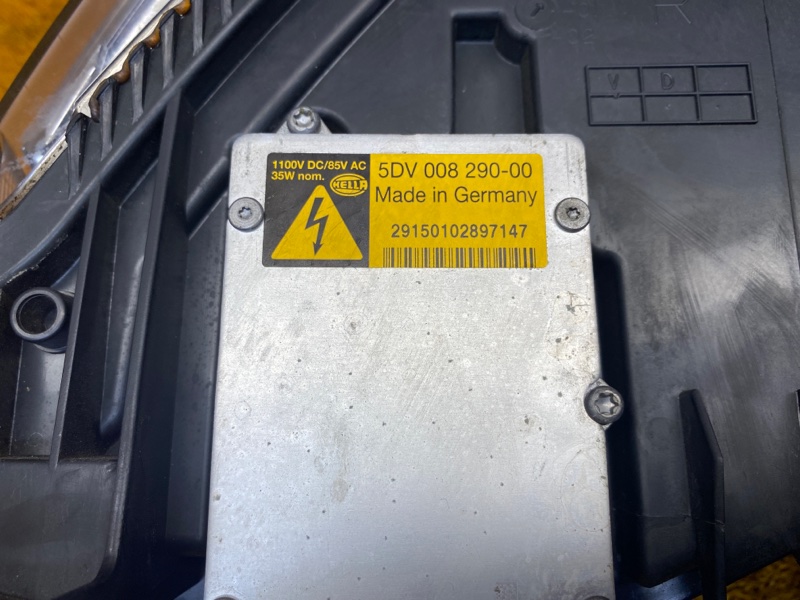 1100V DC/85V AC
35W nom.
HELLA
5DV 008 290-00
Made in Germany
29150102897147
V D